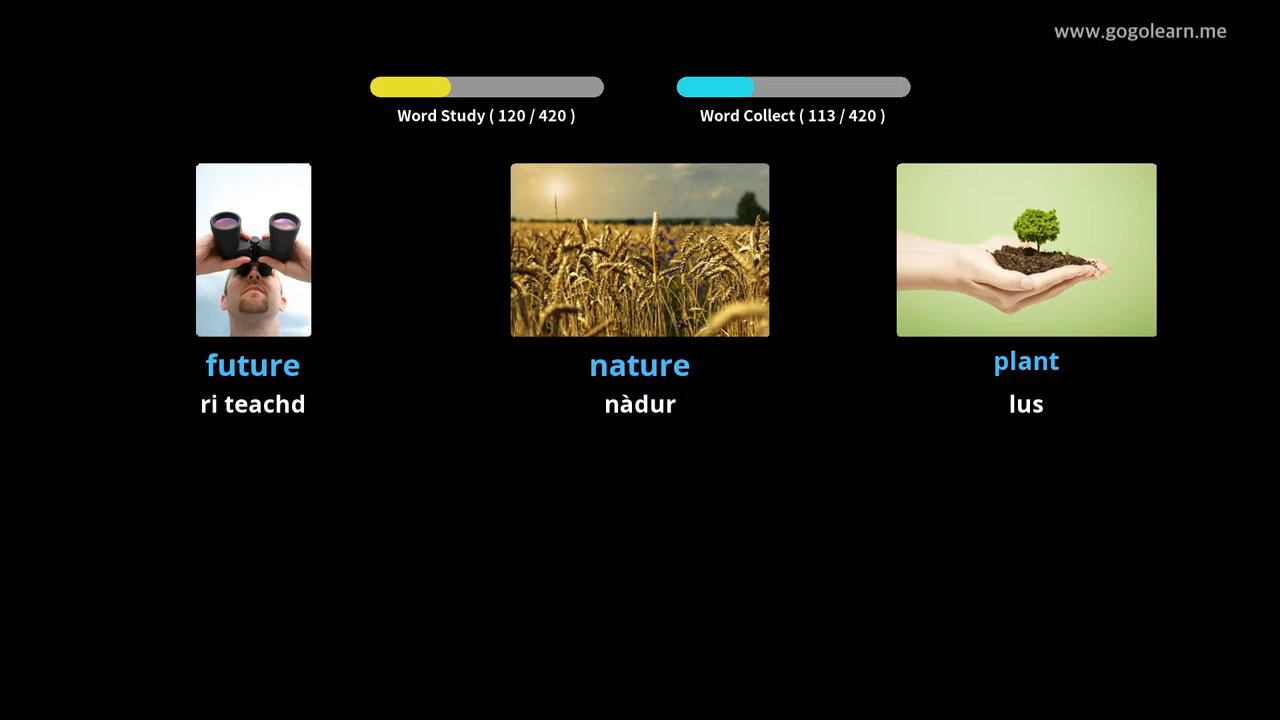 www.gogolearn.me
Word Study ( 120 / 420 )
Word Collect ( 113 / 420 )
future
nature
plant
ri teachd
nàdur
lus